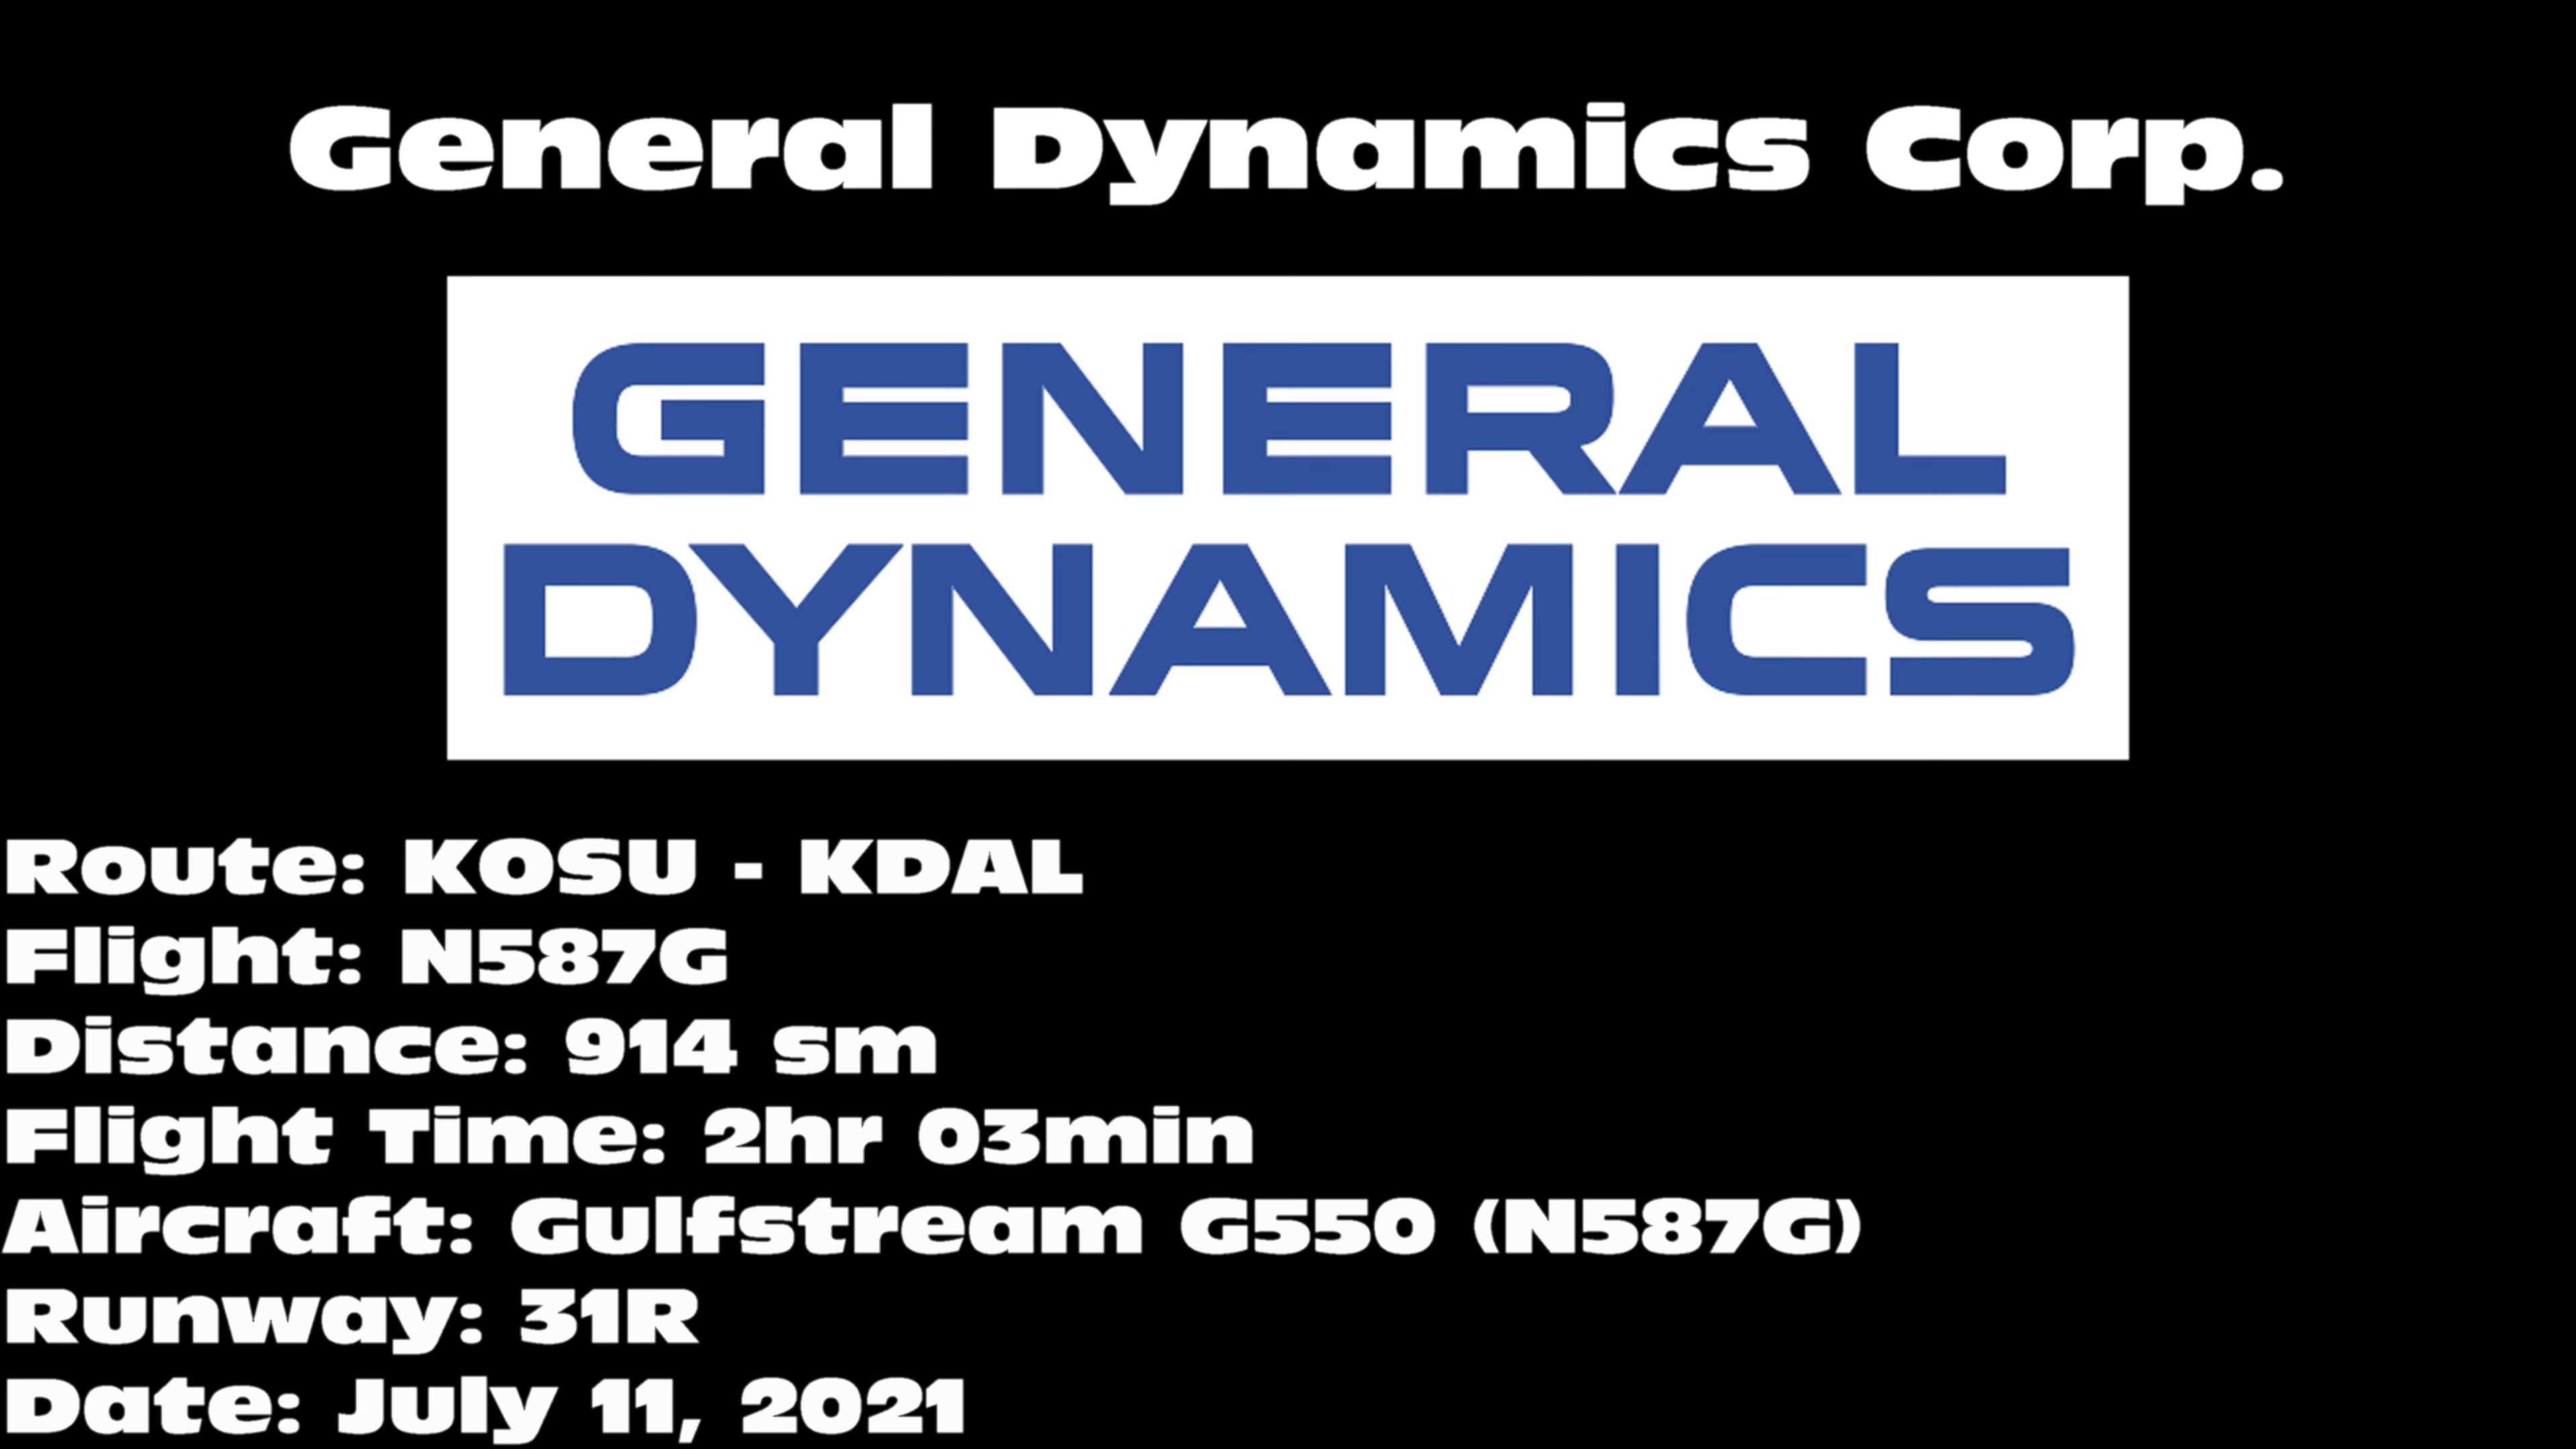 General Dynamics Corp.
GENERAL
DYNAMICS
Route: KOSU - KDAL
Flight: N587G
Distance: 914 sm
Flight Time: 2hr 03min
Aircraft: Gulfstream G550 (N587G)
Runway: 31R
Date: July 11, 2021